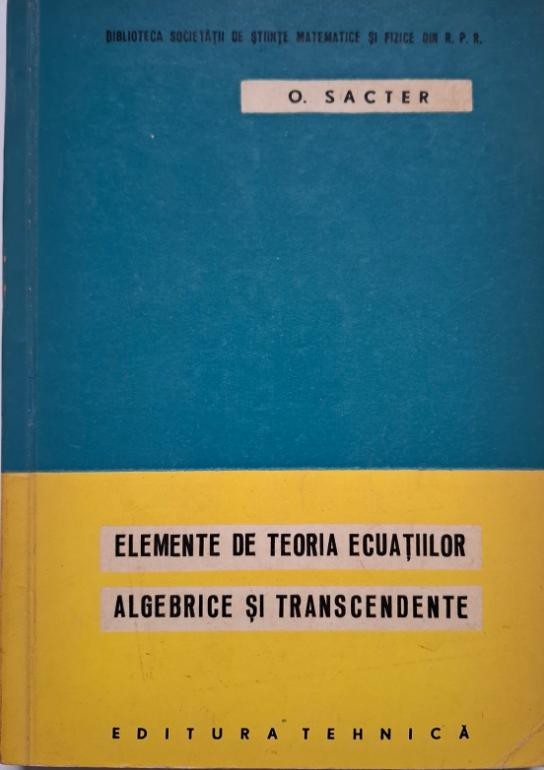 BIBLIOTECA SOCIETĂȚII DE ȘTIINȚE MATEMATICE ȘI FIZICE DIN R. P. R.
O. SACTER
ELEMENTE DE TEORIA ECUAȚIILOR
ALGEBRICE ȘI TRANSCENDENTE
EDITURA TEHNICĂ